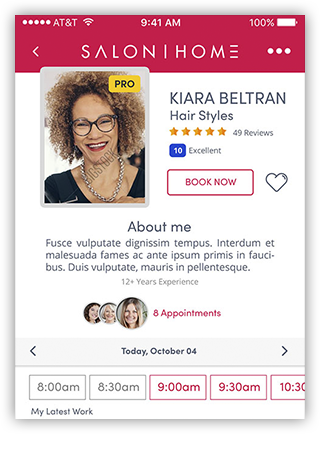 AT&T 9:41 AM 100%
SALON|HOME
PRO
KIARA BELTRAN
Hair Styles
49 Reviews
10 Excellent
BOOK NOW
About me
Fusce vulputate dignissim tempus. Interdum et
malesuada fames ac ante ipsum primis in fauci-
bus. Duis vulputate, mauris in pellentesque.
12+ Years Experience
8 Appointments
Today, October 04
8:00am 8:30am 9:00am 9:30am 10:30
My Latest Work